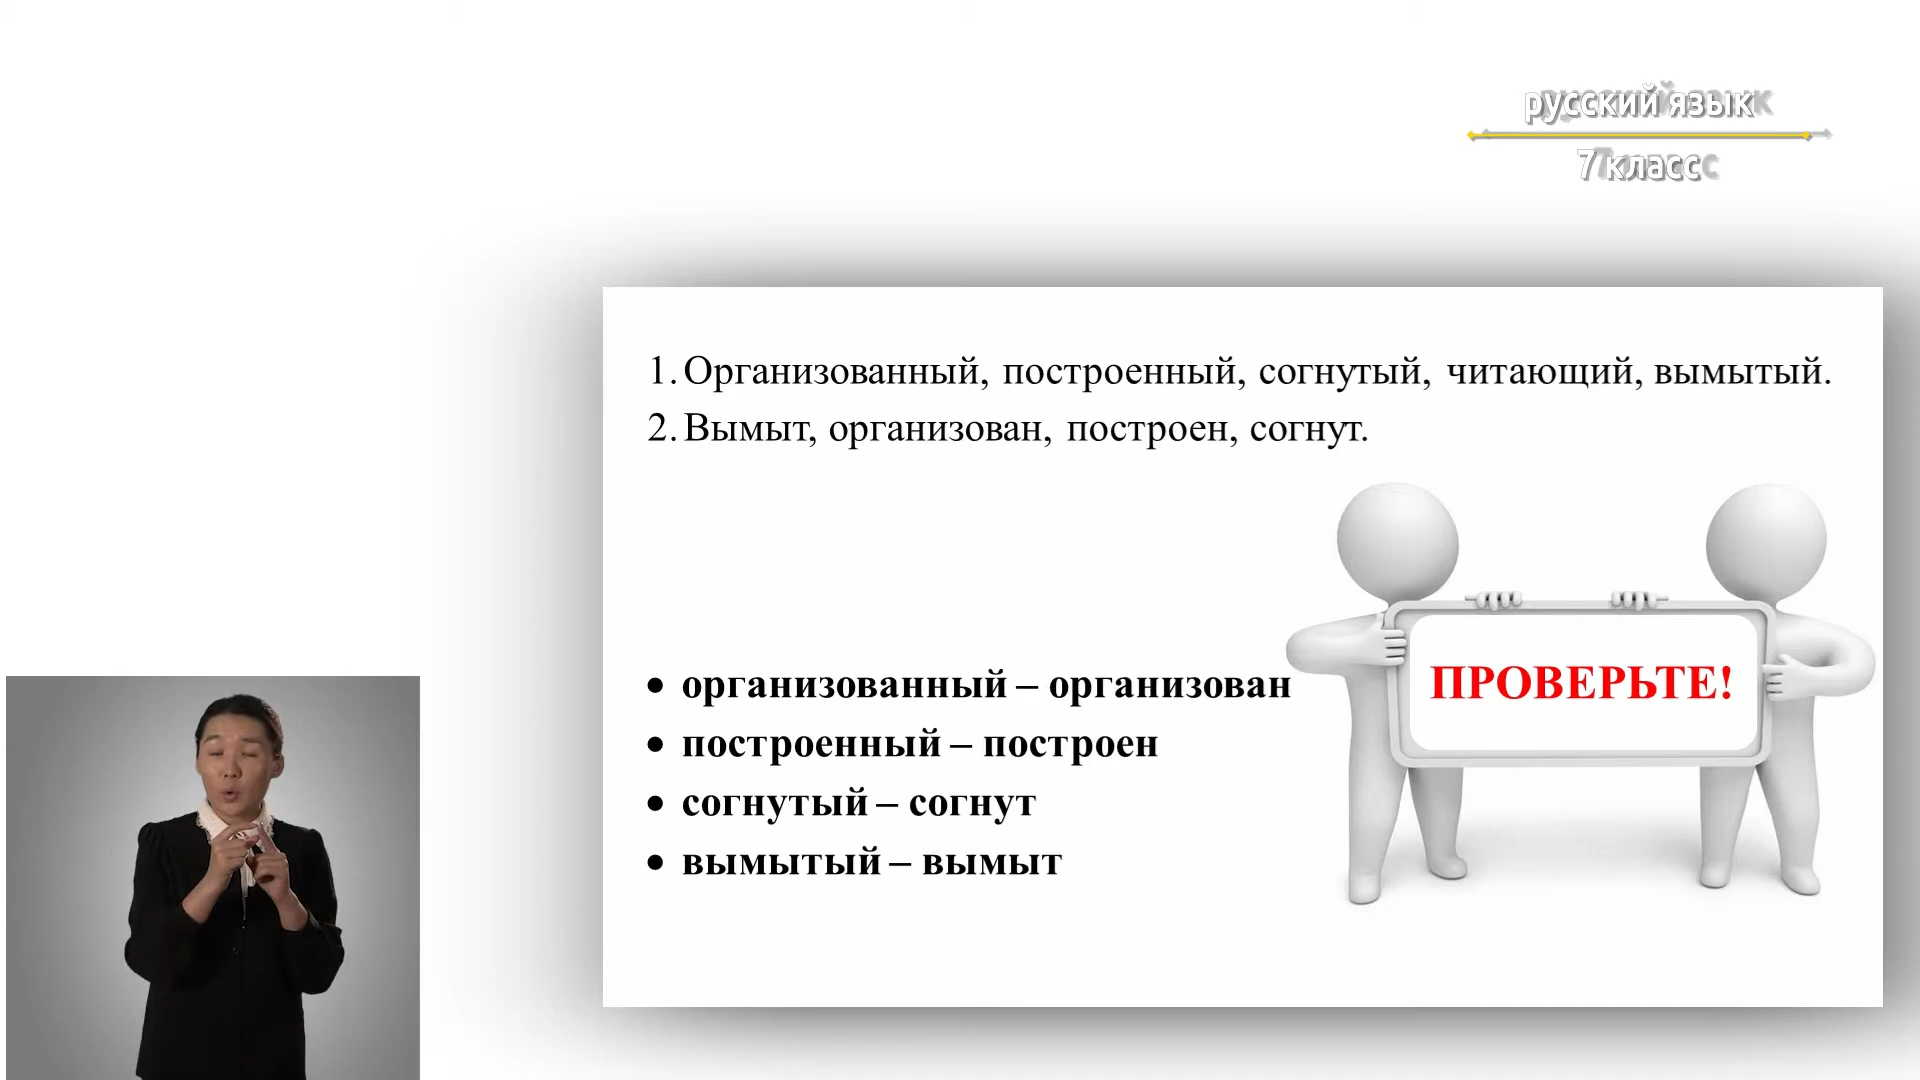 русский язык
7 класс
1. Организованный, построенный, согнутый, читающий, вымытый.
2. Вымыт, организован, построен, согнут.
• организованный – организован
• построенный – построен
• согнутый – согнут
• вымытый – вымыт
ПРОВЕРЬТЕ!